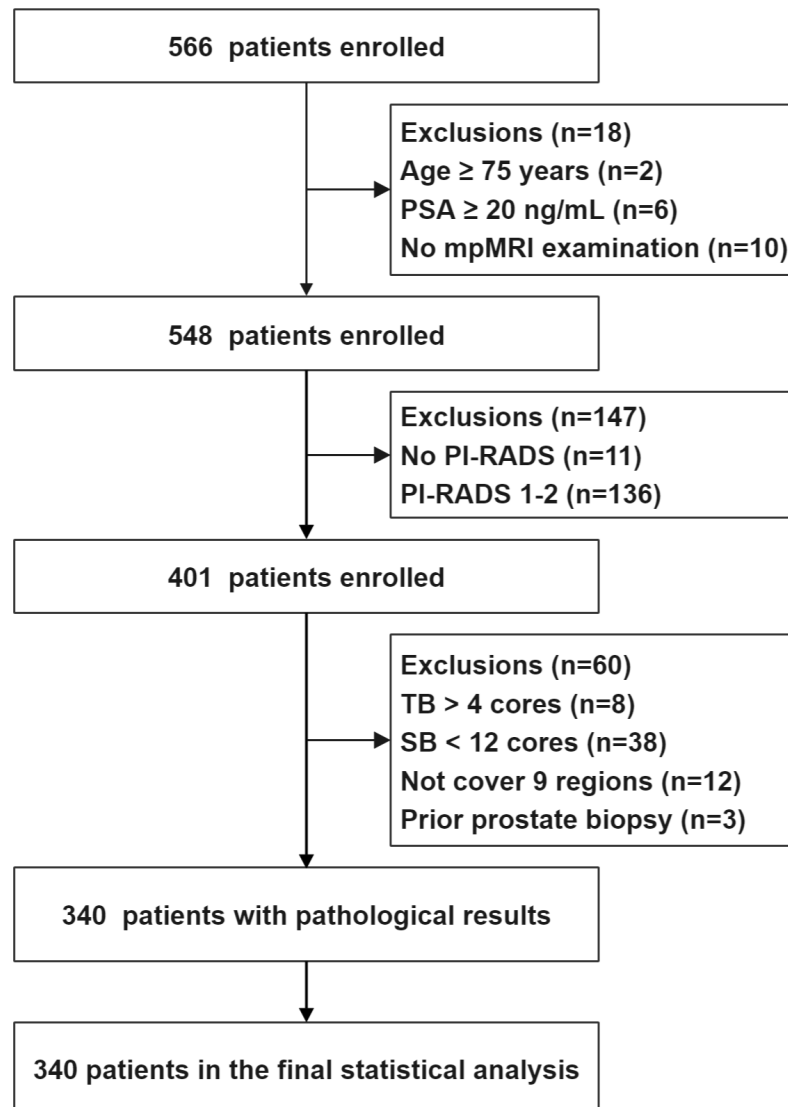 566 patients enrolled
Exclusions (n=18)
Age ≥ 75 years (n=2)
PSA ≥ 20 ng/mL (n=6)
No mpMRI examination (n=10)
548 patients enrolled
Exclusions (n=147)
No PI-RADS (n=11)
PI-RADS 1-2 (n=136)
401 patients enrolled
Exclusions (n=60)
TB > 4 cores (n=8)
SB < 12 cores (n=38)
Not cover 9 regions (n=12)
Prior prostate biopsy (n=3)
340 patients with pathological results
340 patients in the final statistical analysis